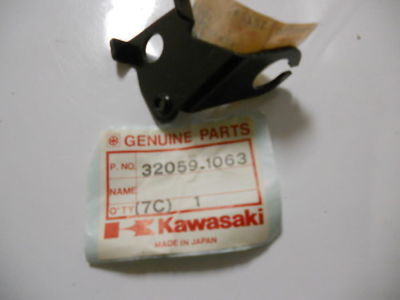 GENUINE PARTS
P. NO. 32059-1063
NAME
Q'TY (7C) 1
Kawasaki
MADE IN JAPAN